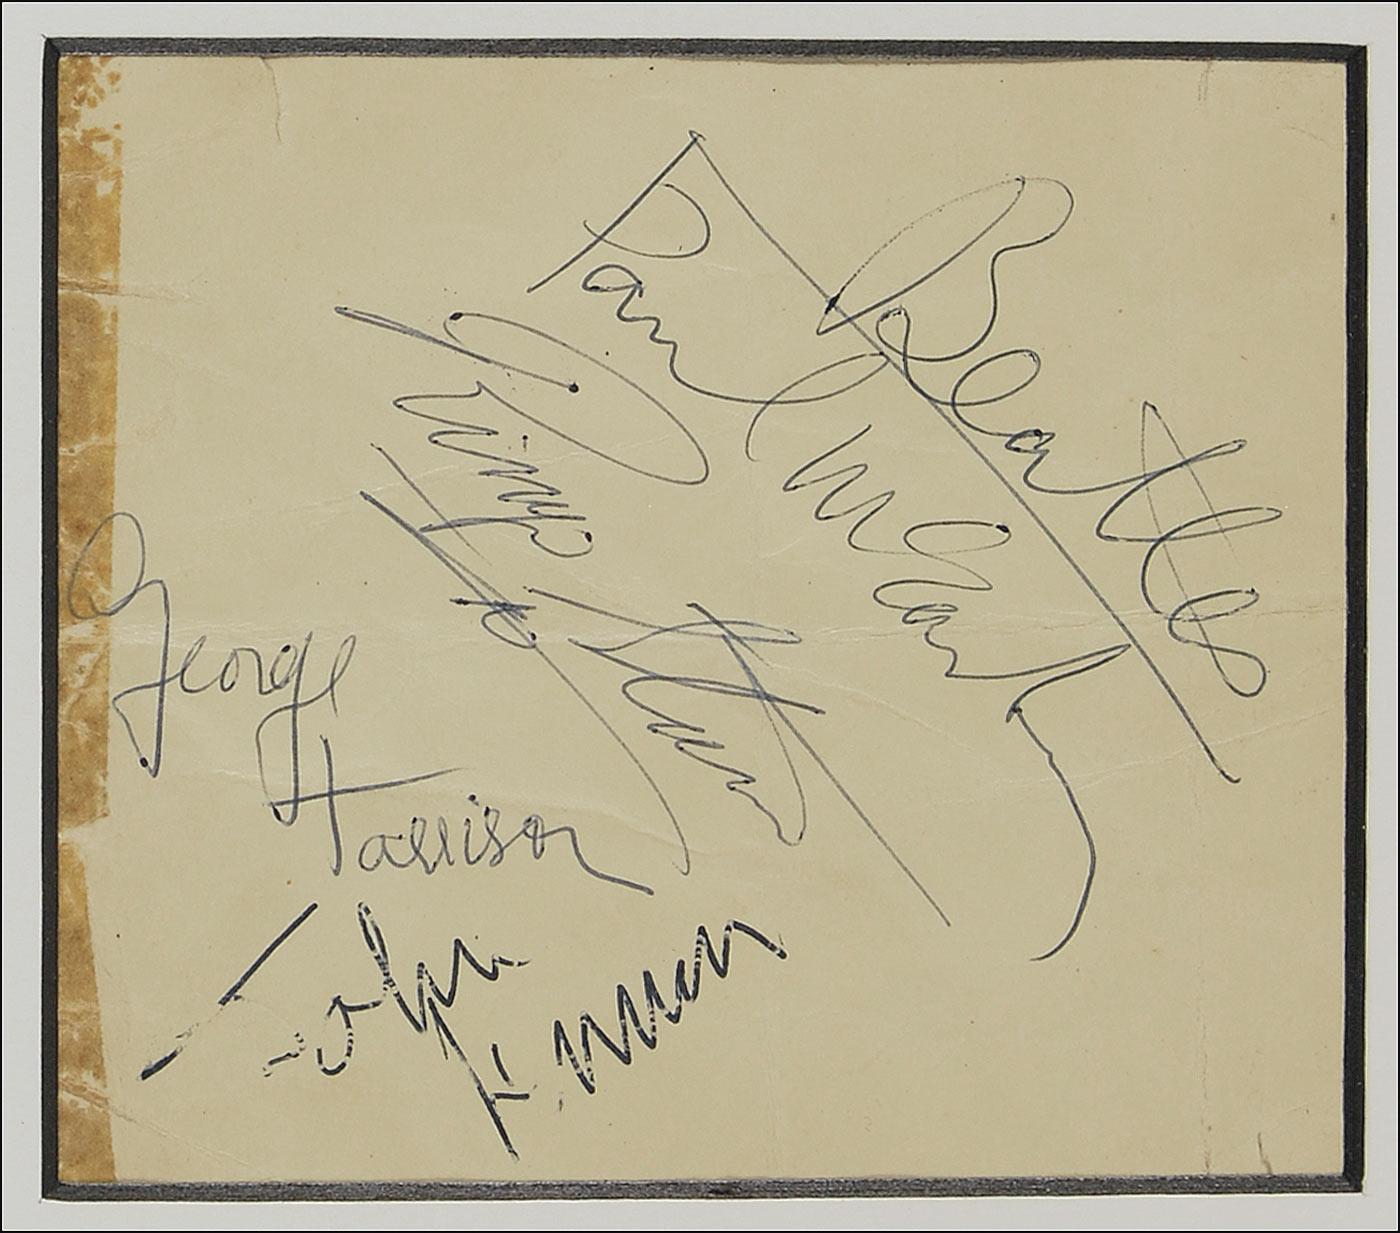 Beatles
Paul McCartney
Ringo Starr
George
Harrison
John
Lennon